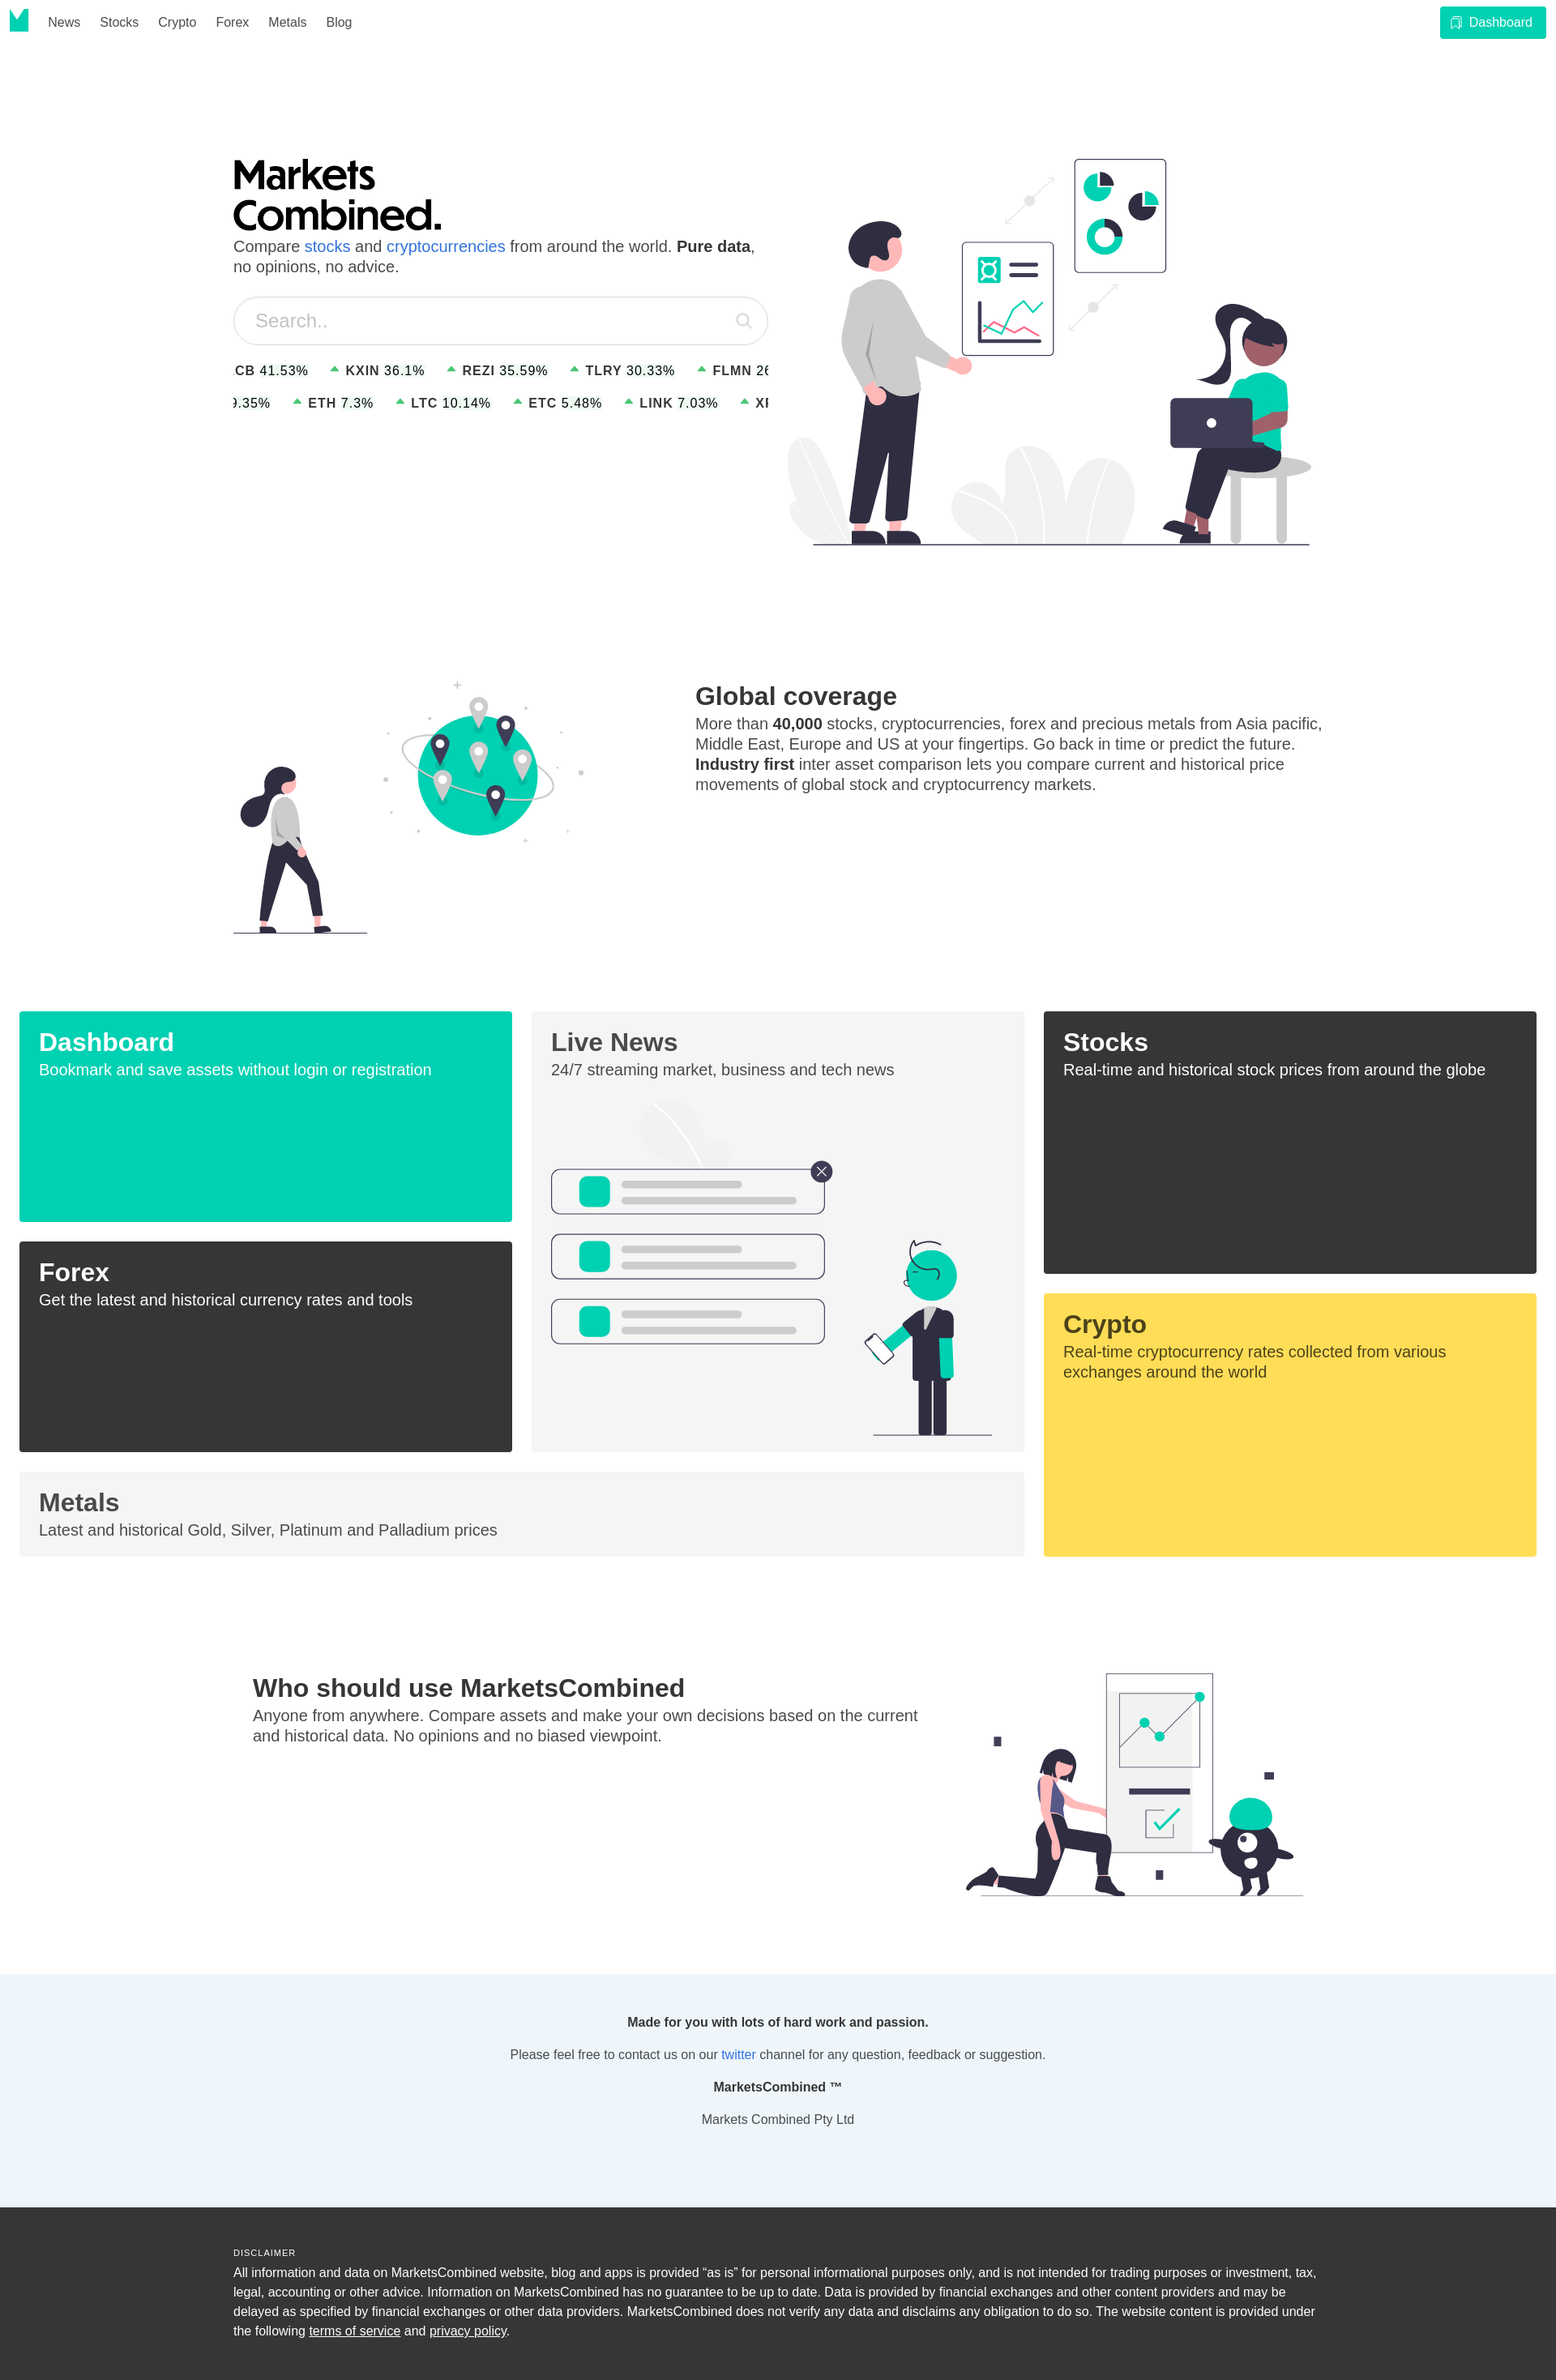 News Stocks Crypto Forex Metals Blog Dashboard
Markets
Combined.
Compare stocks and cryptocurrencies from around the world. Pure data,
no opinions, no advice.
Search..
CB 41.53% KXIN 36.1% REZI 35.59% TLRY 30.33% FLMN 26
9.35% ETH 7.3% LTC 10.14% ETC 5.48% LINK 7.03%
Global coverage
More than 40,000 stocks, cryptocurrencies, forex and precious metals from Asia pacific,
Middle East, Europe and US at your fingertips. Go back in time or predict the future.
Industry first inter asset comparison lets you compare current and historical price
movements of global stock and cryptocurrency markets.
Dashboard
Bookmark and save assets without login or registration
Live News
24/7 streaming market, business and tech news
Stocks
Real-time and historical stock prices from around the globe
Forex
Get the latest and historical currency rates and tools
Crypto
Real-time cryptocurrency rates collected from various
exchanges around the world
Metals
Latest and historical Gold, Silver, Platinum and Palladium prices
Who should use MarketsCombined
Anyone from anywhere. Compare assets and make your own decisions based on the current
and historical data. No opinions and no biased viewpoint.
Made for you with lots of hard work and passion.
Please feel free to contact us on our twitter channel for any question, feedback or suggestion.
MarketsCombined ™
Markets Combined Pty Ltd
DISCLAIMER
All information and data on MarketsCombined website, blog and apps is provided “as is” for personal informational purposes only, and is not intended for trading purposes or investment, tax,
legal, accounting or other advice. Information on MarketsCombined has no guarantee to be up to date. Data is provided by financial exchanges and other content providers and may be
delayed as specified by financial exchanges or other data providers. MarketsCombined does not verify any data and disclaims any obligation to do so. The website content is provided under
the following terms of service and privacy policy.